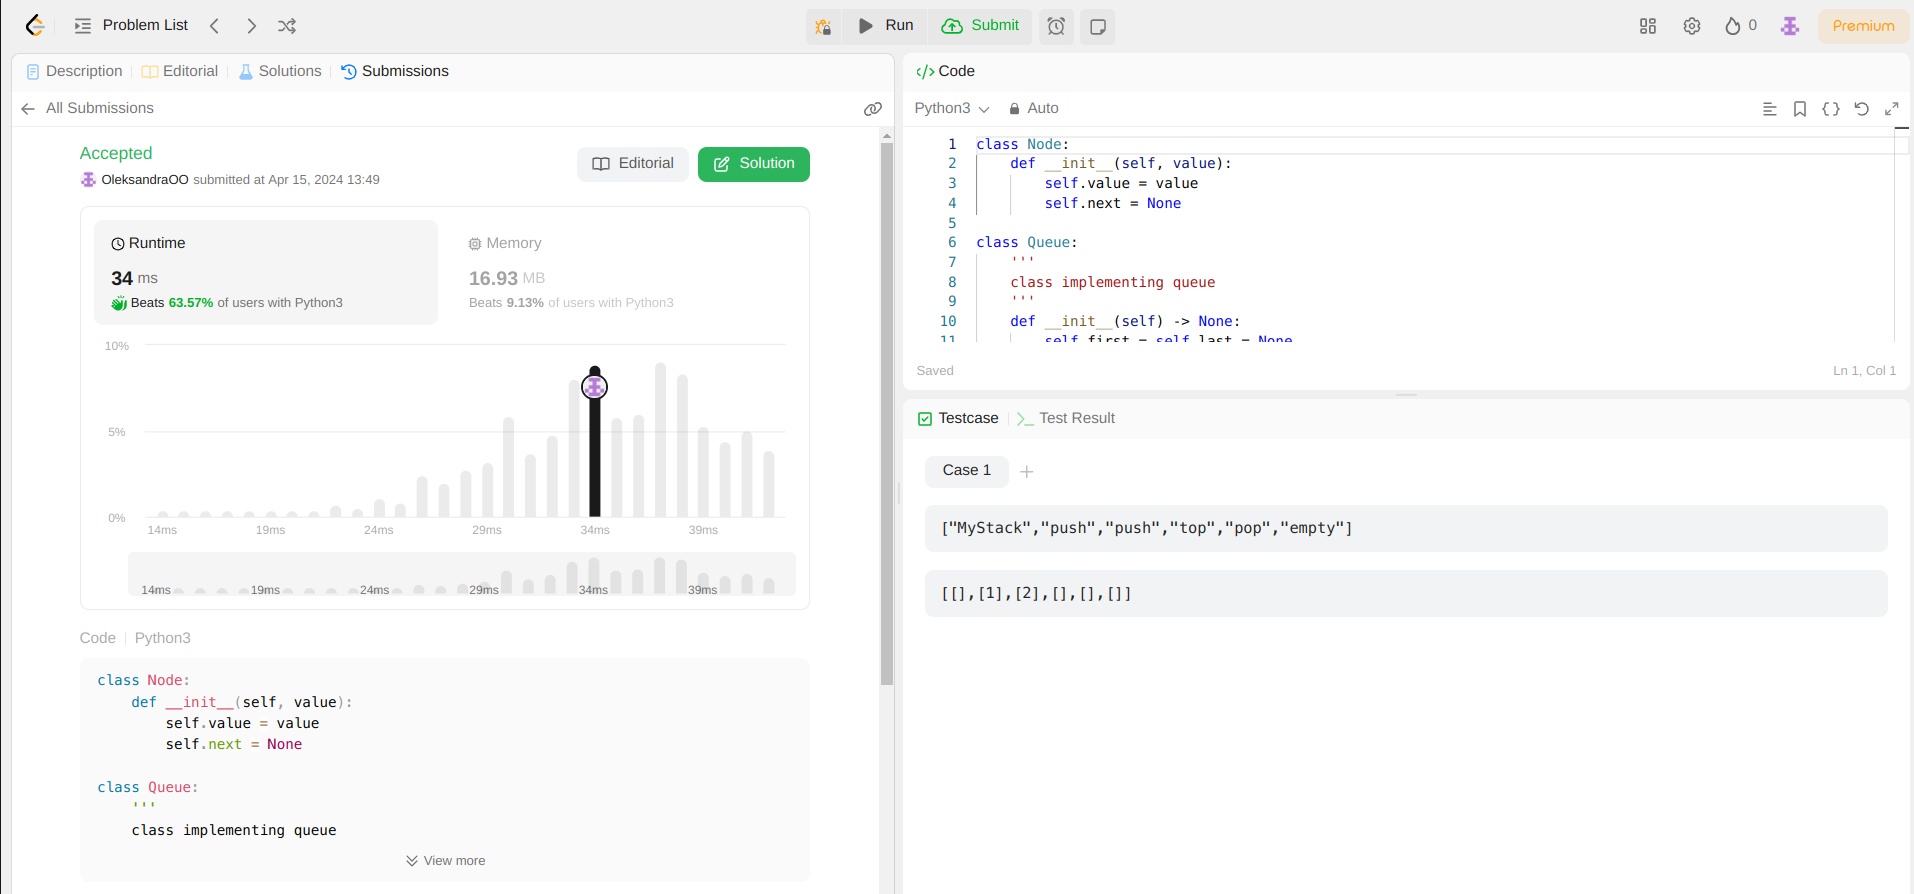 Problem List
Run
Submit
0
Premium
Description
Editorial
Solutions
Submissions
All Submissions
Accepted
OleksandraOO submitted at Apr 15, 2024 13:49
Editorial
Solution
Runtime
34 ms
Beats 63.57% of users with Python3
Memory
16.93 MB
Beats 9.13% of users with Python3
10%
5%
0%
14ms 19ms 24ms 29ms 34ms 39ms
14ms 19ms 24ms 29ms 34ms 39ms
Code Python3
class Node:
    def __init__(self, value):
        self.value = value
        self.next = None
class Queue:
    '''
    class implementing queue
View more
</> Code
Python3
Auto
1 class Node:
2     def __init__(self, value):
3         self.value = value
4         self.next = None
5
6 class Queue:
7     '''
8     class implementing queue
9     '''
10     def __init__(self) -> None:
11         self.first = self.last = None
Saved
Ln 1, Col 1
Testcase
>_ Test Result
Case 1
["MyStack","push","push","top","pop","empty"]
[[],[1],[2],[],[],[]]